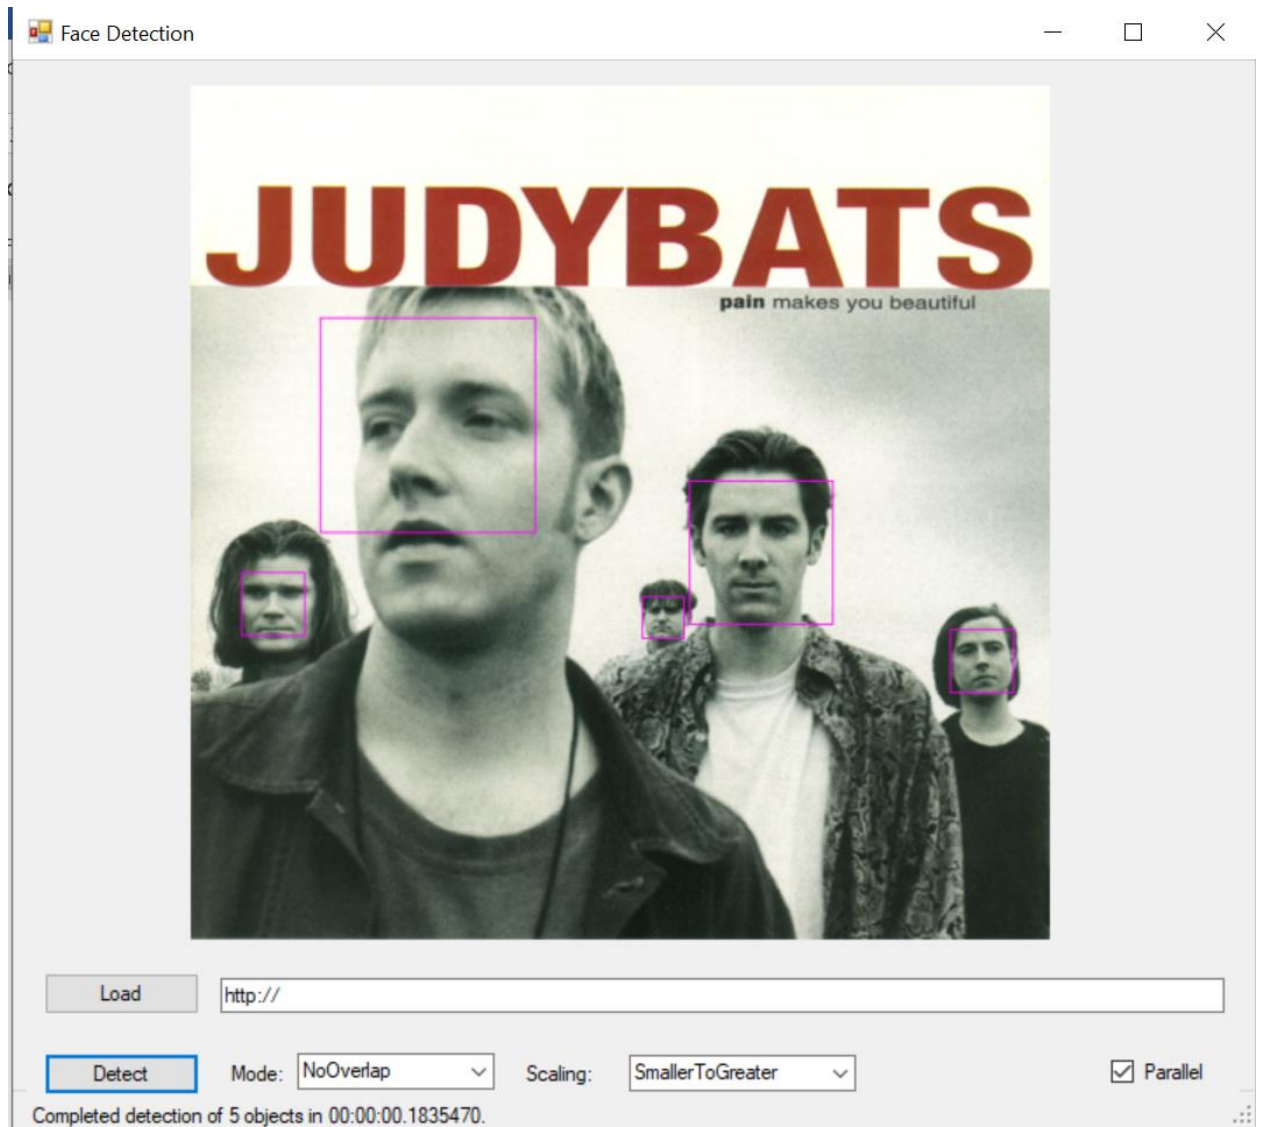 Face Detection
JUDYBATS
pain makes you beautiful
Load
http://
Detect
Mode:
NoOverlap
Scaling:
SmallerToGreater
Parallel
Completed detection of 5 objects in 00:00:00.1835470.